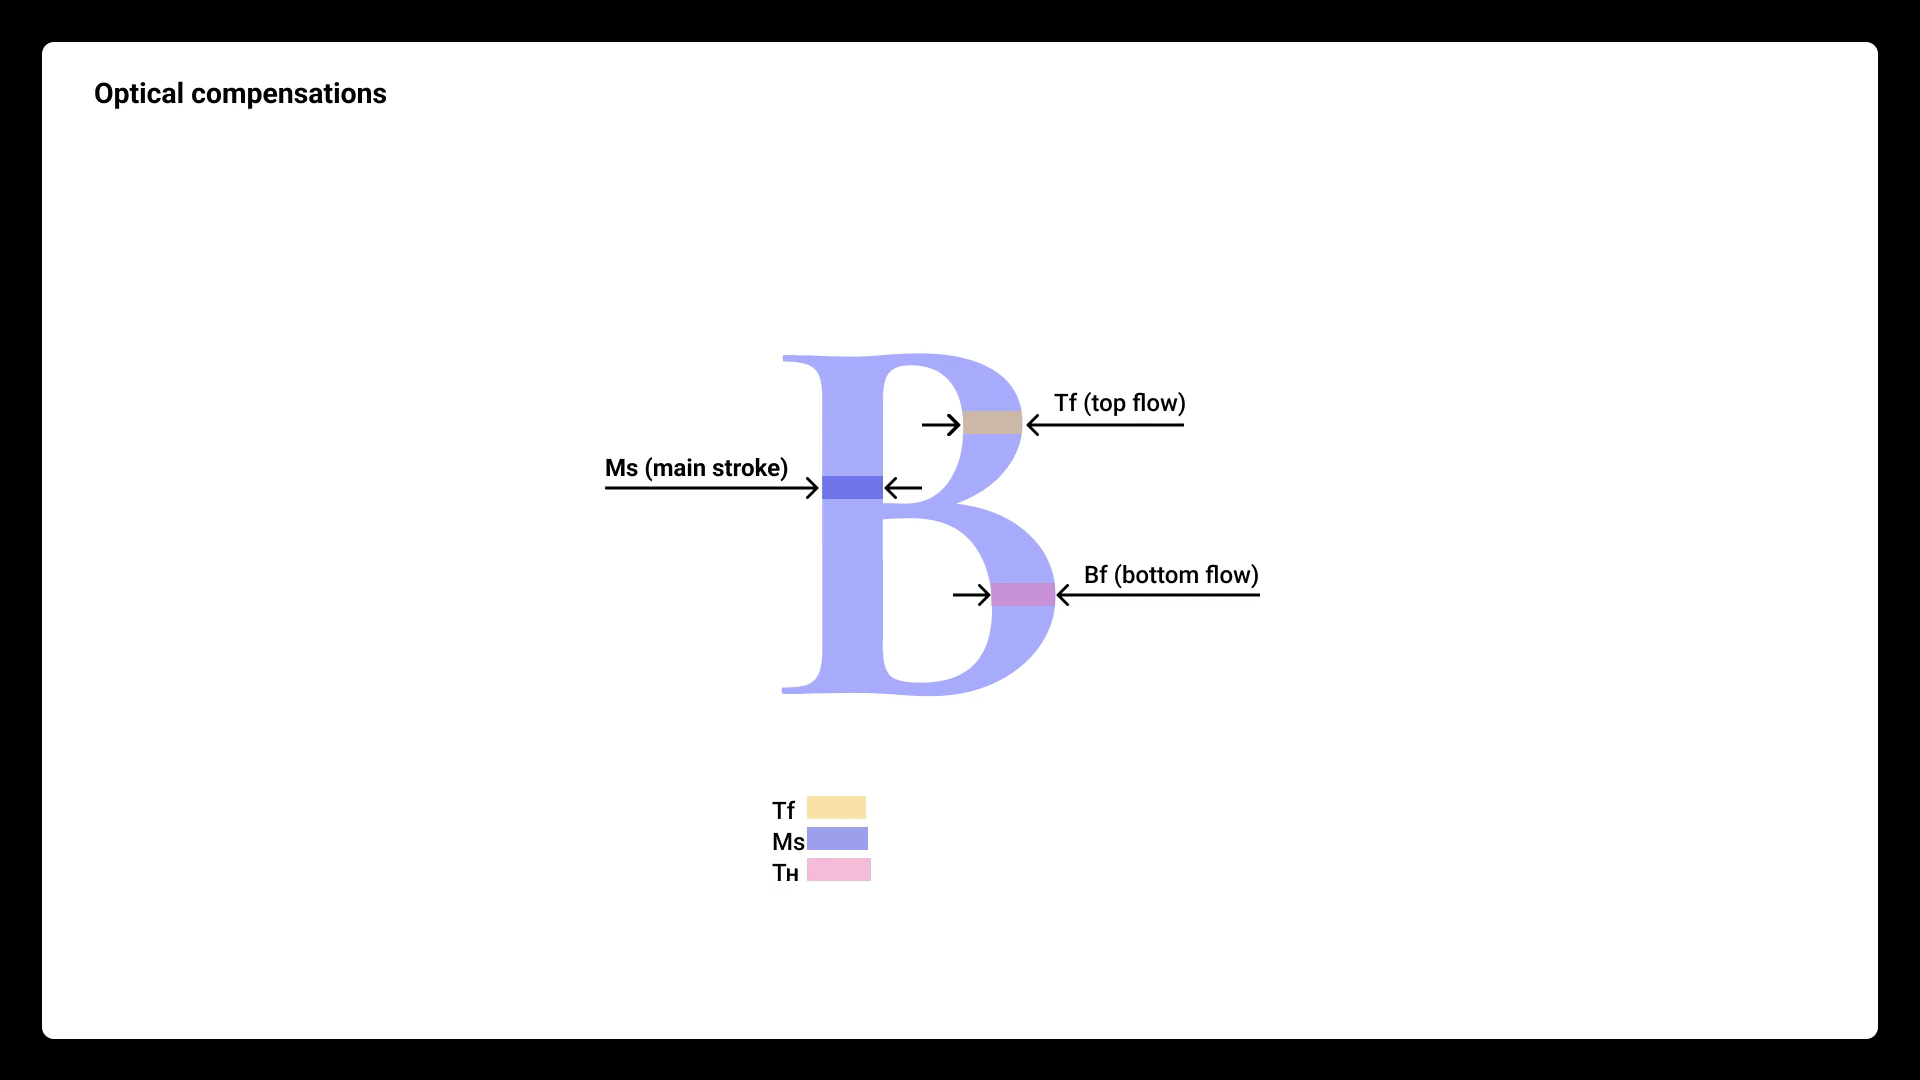 Optical compensations
Tf (top flow)
Ms (main stroke)
Bf (bottom flow)
Tf
Ms
Tн